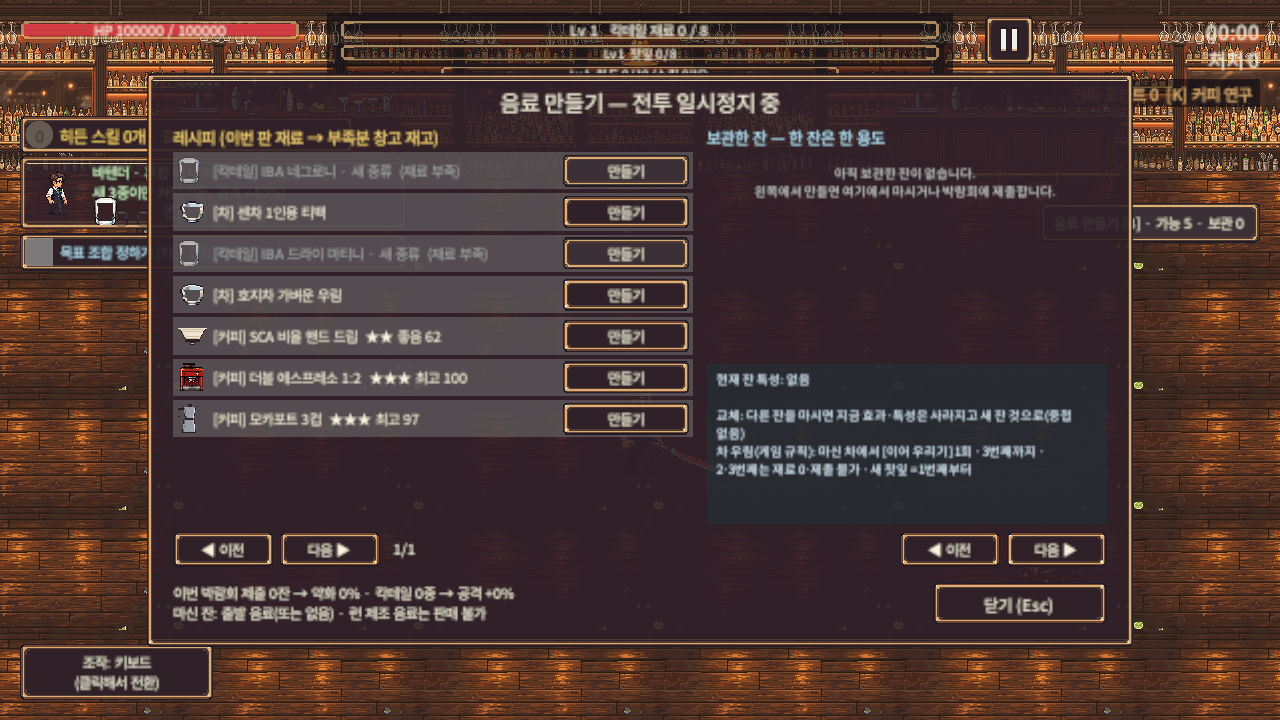 HP 100000 / 100000
Lv 1 칵테일 재료 0 / 8
Lv1 찻잎 0/8
00:00
처치 0
[K] 커피 연구
0
히든 스킬 0개
바텐더 -
새 3종이
목표 조합 정하기
음료 만들기 — 전투 일시정지 중
레시피 (이번 판 재료 → 부족분 창고 재고)
[칵테일] IBA 네그로니 - 새 종류 (재료 부족)
만들기
[차] 센차 1인용 티백
만들기
[칵테일] IBA 드라이 마티니 - 새 종류 (재료 부족)
만들기
[차] 호지차 가벼운 우림
만들기
[커피] SCA 비율 핸드 드립 ★★ 좋음 62
만들기
[커피] 더블 에스프레소 1:2 ★★★ 최고 100
만들기
[커피] 모카포트 3컵 ★★★ 최고 97
만들기
◀ 이전
다음 ▶
1/1
보관한 잔 — 한 잔은 한 용도
아직 보관한 잔이 없습니다.
왼쪽에서 만들면 여기에서 마시거나 박람회에 제출합니다.
음료 만들기 - 가능 5 - 보관 0
현재 잔 특성: 없음
교체: 다른 잔을 마시면 지금 효과·특성은 사라지고 새 잔 것으로(중첩
없음)
차 우림(게임 규칙): 마신 차에서 [이어 우리기] 1회 · 3번째까지 ·
2·3번째는 재료 0·제출 불가 · 새 찻잎=1번째부터
◀ 이전
다음 ▶
이번 박람회 제출 0잔 → 약화 0% - 칵테일 0종 → 공격 +0%
마신 잔: 출발 음료(또는 없음) - 런 제조 음료는 판매 불가
닫기 (Esc)
조작: 키보드
(클릭해서 전환)